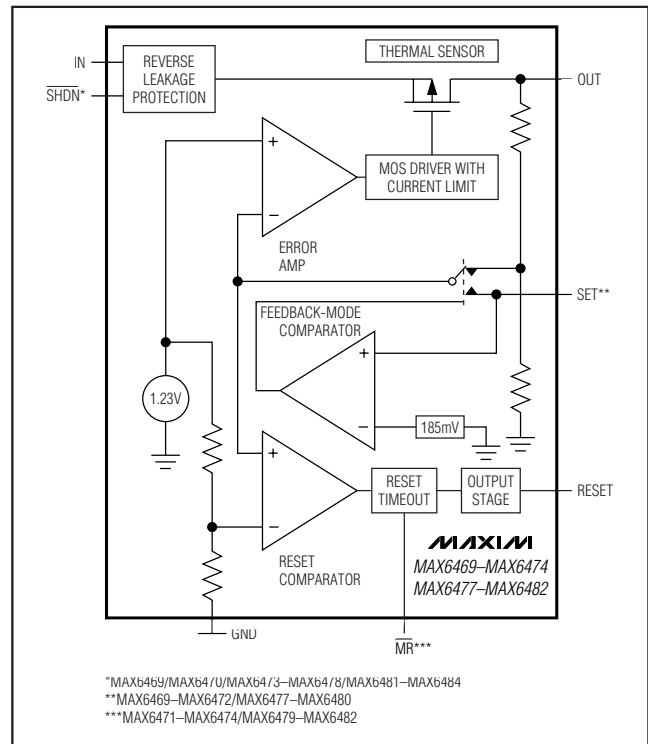 IN
SHDN*
REVERSE
LEAKAGE
PROTECTION
THERMAL SENSOR
OUT
+
−
ERROR
AMP
MOS DRIVER WITH
CURRENT LIMIT
SET**
FEEDBACK-MODE
COMPARATOR
+
−
185mV
1.23V
+
−
RESET
COMPARATOR
RESET
TIMEOUT
OUTPUT
STAGE
RESET
MAXIM
MAX6469–MAX6474
MAX6477–MAX6482
GND
MR***
*MAX6469/MAX6470/MAX6473–MAX6478/MAX6481–MAX6484
**MAX6469–MAX6472/MAX6477–MAX6480
***MAX6471–MAX6474/MAX6479–MAX6482